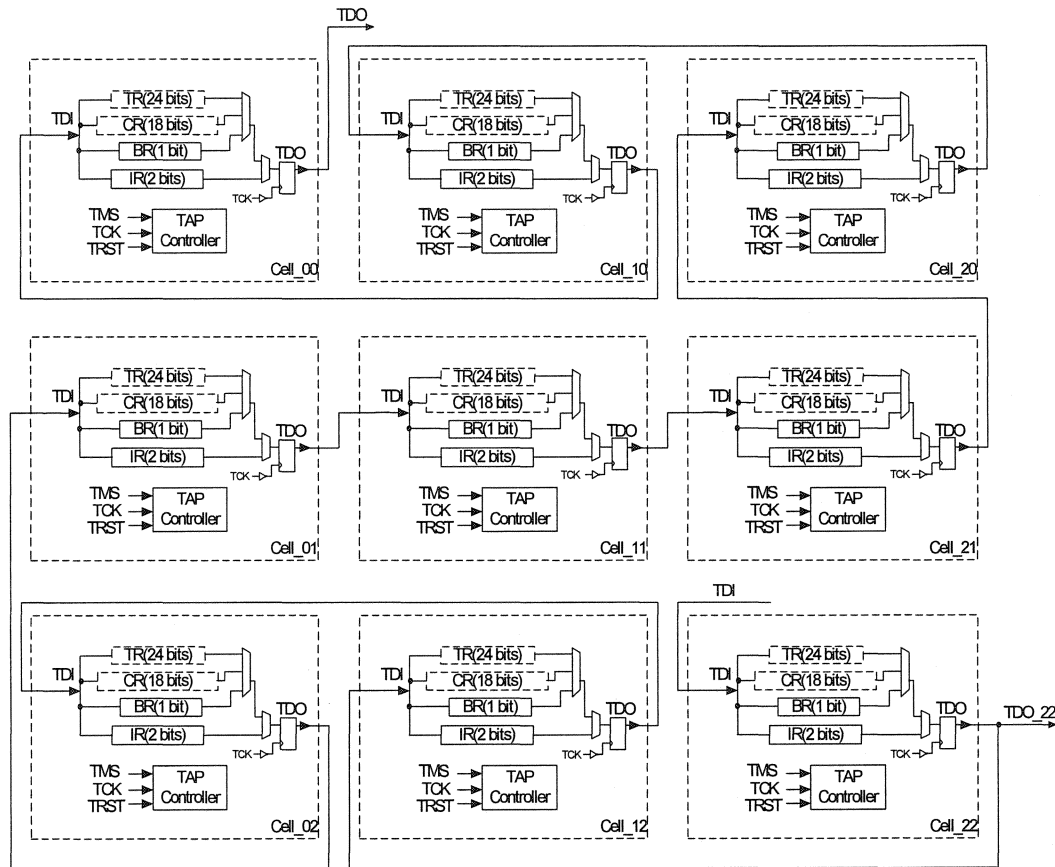 TDO
TDI
TR(24 bits)
CR(18 bits)
BR(1 bit)
IR(2 bits)
TDO
TCK
TMS
TCK
TRST
TAP
Controller
Cell_00
TDI
TR(24 bits)
CR(18 bits)
BR(1 bit)
IR(2 bits)
TDO
TCK
TMS
TCK
TRST
TAP
Controller
Cell_10
TDI
TR(24 bits)
CR(18 bits)
BR(1 bit)
IR(2 bits)
TDO
TCK
TMS
TCK
TRST
TAP
Controller
Cell_20
TDI
TR(24 bits)
CR(18 bits)
BR(1 bit)
IR(2 bits)
TDO
TCK
TMS
TCK
TRST
TAP
Controller
Cell_01
TDI
TR(24 bits)
CR(18 bits)
BR(1 bit)
IR(2 bits)
TDO
TCK
TMS
TCK
TRST
TAP
Controller
Cell_11
TDI
TR(24 bits)
CR(18 bits)
BR(1 bit)
IR(2 bits)
TDO
TCK
TMS
TCK
TRST
TAP
Controller
Cell_21
TDI
TR(24 bits)
CR(18 bits)
BR(1 bit)
IR(2 bits)
TDO
TCK
TMS
TCK
TRST
TAP
Controller
Cell_02
TDI
TR(24 bits)
CR(18 bits)
BR(1 bit)
IR(2 bits)
TDO
TCK
TMS
TCK
TRST
TAP
Controller
Cell_12
TDI
TDI
TR(24 bits)
CR(18 bits)
BR(1 bit)
IR(2 bits)
TDO
TCK
TMS
TCK
TRST
TAP
Controller
Cell_22
TDO_22